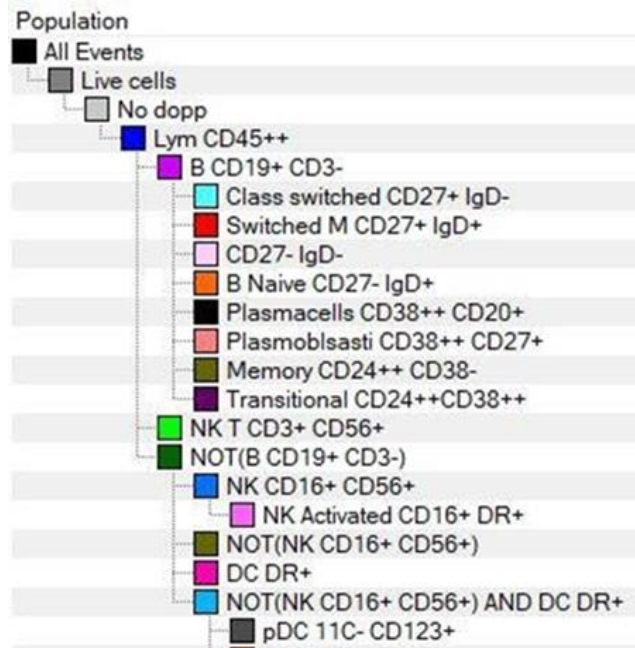 Population
All Events
Live cells
No dopp
Lym CD45++
B CD19+ CD3-
Class switched CD27+ IgD-
Switched M CD27+ IgD+
CD27- IgD-
B Naive CD27- IgD+
Plasmacells CD38++ CD20+
Plasmoblsasti CD38++ CD27+
Memory CD24++ CD38-
Transitional CD24++CD38++
NK T CD3+ CD56+
NOT(B CD19+ CD3-)
NK CD16+ CD56+
NK Activated CD16+ DR+
NOT(NK CD16+ CD56+)
DC DR+
NOT(NK CD16+ CD56+) AND DC DR+
pDC 11C- CD123+